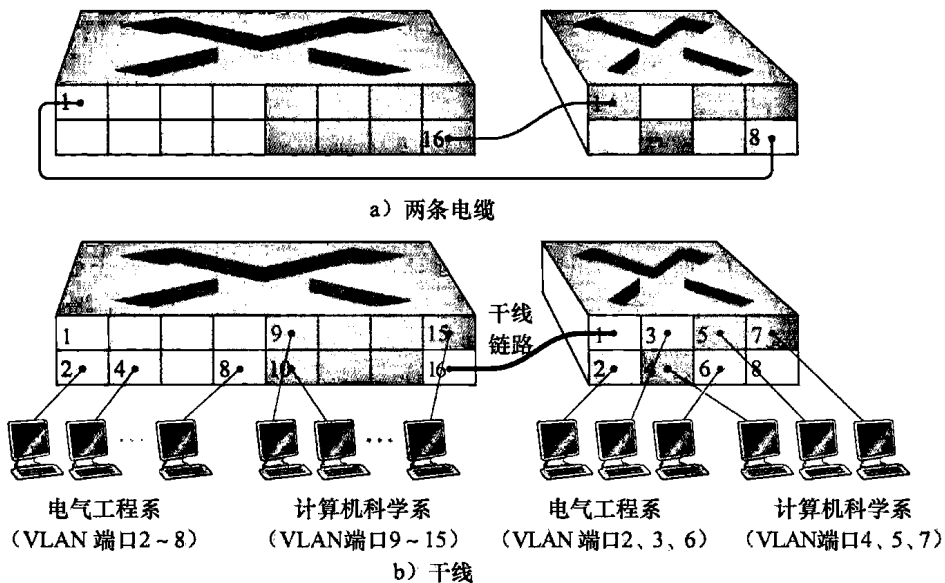 1
16
1
8
a）两条电缆
1
9
15
2
4
8
10
16
干线
链路
1
3
5
7
2
4
6
8
电气工程系
（VLAN 端口2～8）
计算机科学系
（VLAN端口9～15）
电气工程系
（VLAN 端口2、3、6）
计算机科学系
（VLAN端口4、5、7）
b）干线